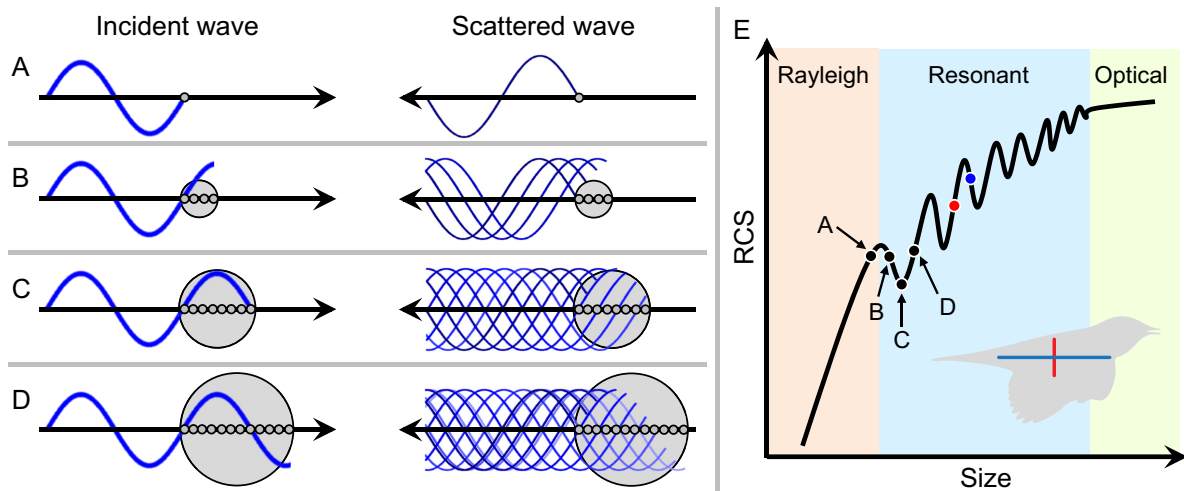 Incident wave
Scattered wave
A
B
C
D
E
Rayleigh
Resonant
Optical
A
B
C
D
RCS
Size